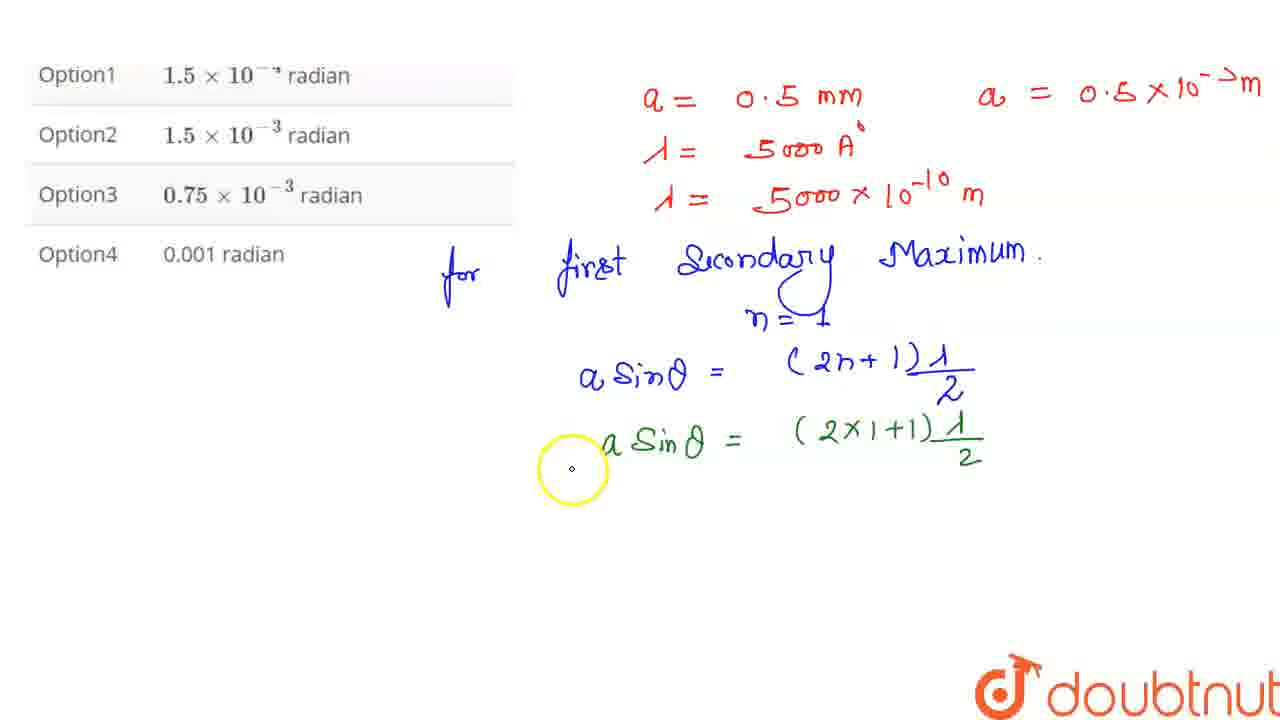 Option1 1.5 × 10⁻⁴ radian
Option2 1.5 × 10⁻³ radian
Option3 0.75 × 10⁻³ radian
Option4 0.001 radian
a = 0.5 mm a = 0.5 × 10⁻³ m
λ = 5000 A°
λ = 5000 × 10⁻¹⁰ m
for first Secondary Maximum.
n = 1
a Sinθ = (2n + 1) λ/2
a Sinθ = (2 × 1 + 1) λ/2
doubtnut